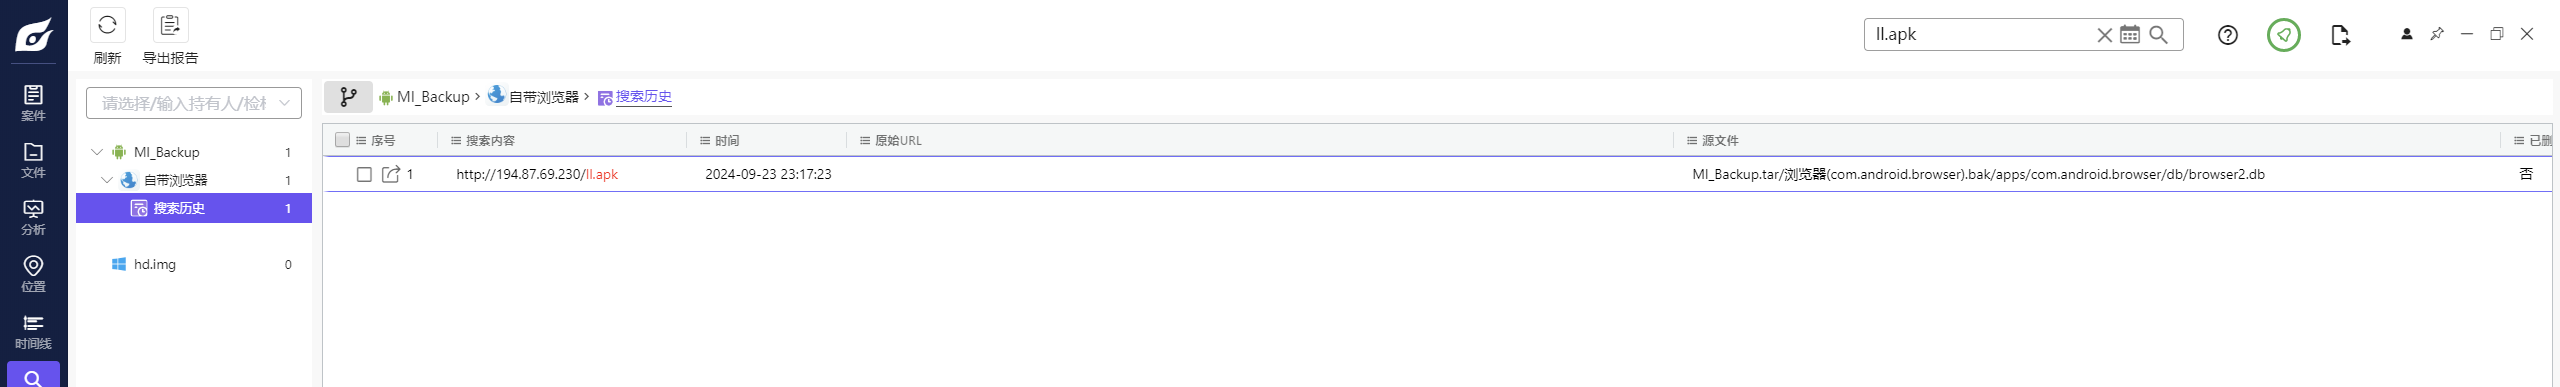 刷新
导出报告
ll.apk
案件
文件
分析
位置
时间线
请选择/输入持有人/检材
MI_Backup 1
自带浏览器 1
搜索历史 1
hd.img 0
MI_Backup > 自带浏览器 > 搜索历史
序号 搜索内容 时间 原始URL 源文件 已删
1 http://194.87.69.230/ll.apk 2024-09-23 23:17:23 MI_Backup.tar/浏览器(com.android.browser).bak/apps/com.android.browser/db/browser2.db 否